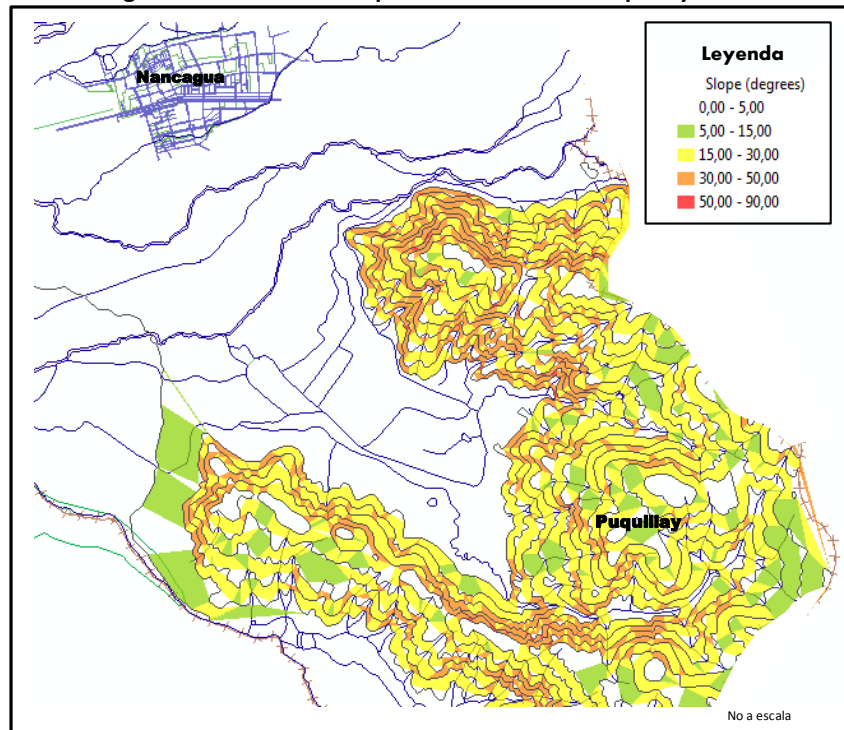 Nancagua
Leyenda
Slope (degrees)
0,00 - 5,00
5,00 - 15,00
15,00 - 30,00
30,00 - 50,00
50,00 - 90,00
Puquillay
No a escala